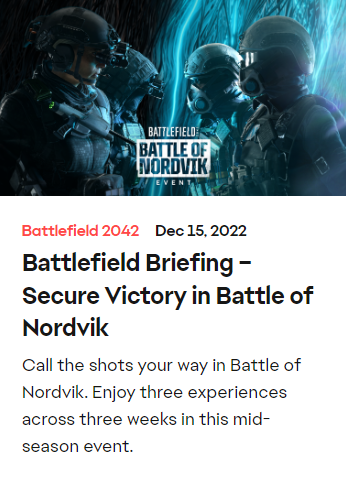 BATTLEFIELD
BATTLE OF
NORDVIK
EVENT
Battlefield 2042 Dec 15, 2022
Battlefield Briefing –
Secure Victory in Battle of
Nordvik
Call the shots your way in Battle of
Nordvik. Enjoy three experiences
across three weeks in this mid-
season event.